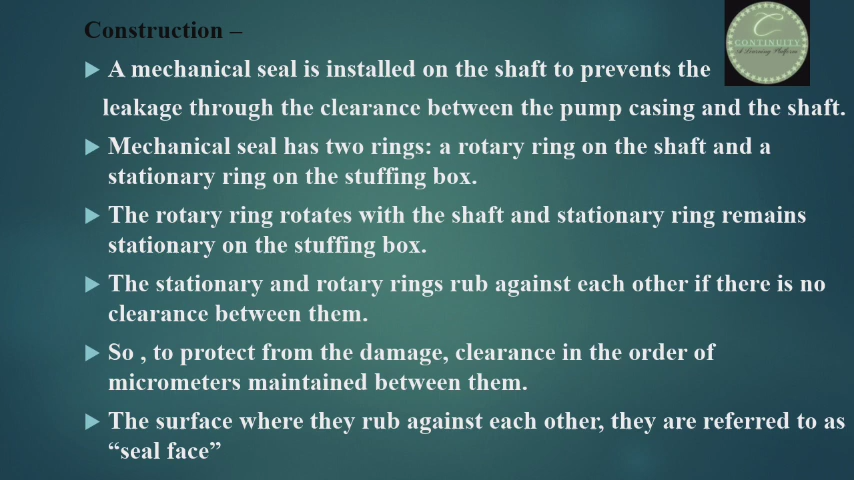 Construction –
CONTINUITY
A Learning Platform
A mechanical seal is installed on the shaft to prevents the
leakage through the clearance between the pump casing and the shaft.
Mechanical seal has two rings: a rotary ring on the shaft and a
stationary ring on the stuffing box.
The rotary ring rotates with the shaft and stationary ring remains
stationary on the stuffing box.
The stationary and rotary rings rub against each other if there is no
clearance between them.
So , to protect from the damage, clearance in the order of
micrometers maintained between them.
The surface where they rub against each other, they are referred to as
“seal face”